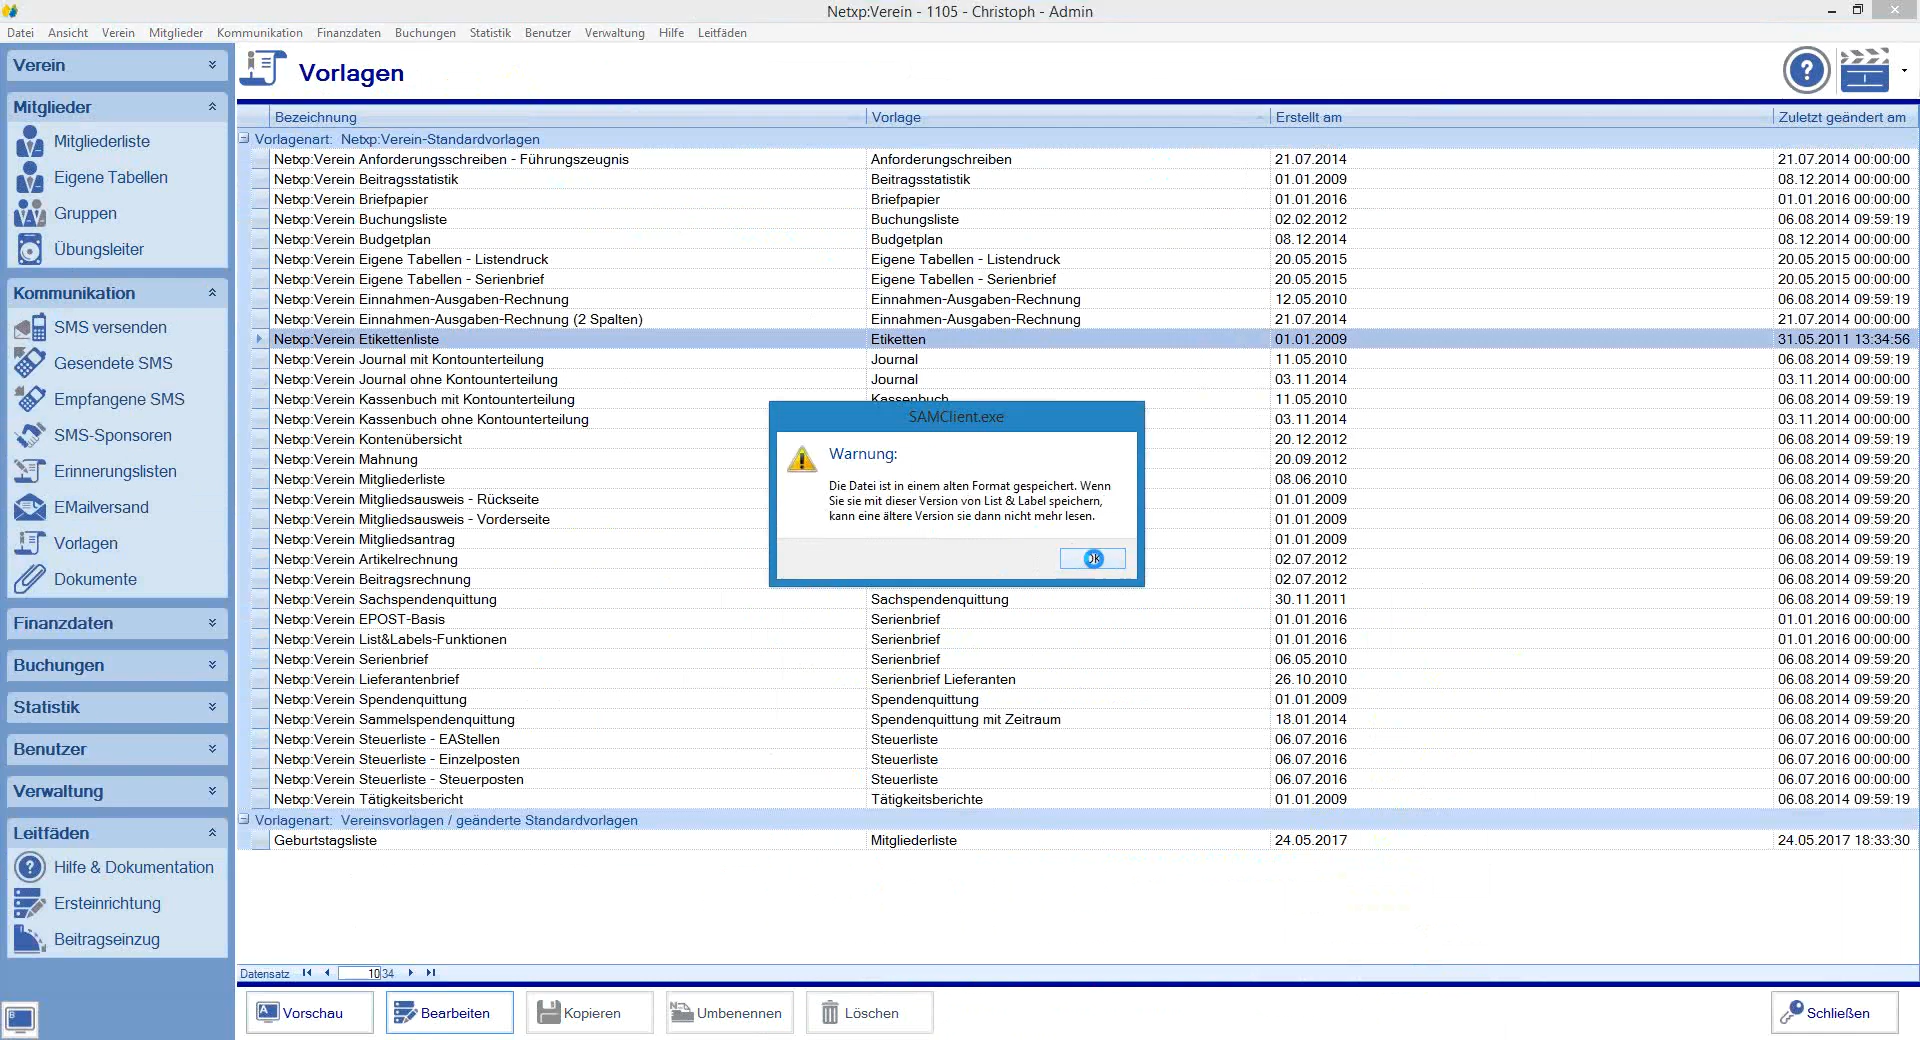 Netxp:Verein - 1105 - Christoph - Admin
Datei Ansicht Verein Mitglieder Kommunikation Finanzdaten Buchungen Statistik Benutzer Verwaltung Hilfe Leitfäden
Verein
Mitglieder
Mitgliederliste
Eigene Tabellen
Gruppen
Übungsleiter
Kommunikation
SMS versenden
Gesendete SMS
Empfangene SMS
SMS-Sponsoren
Erinnerungslisten
EMailversand
Vorlagen
Dokumente
Finanzdaten
Buchungen
Statistik
Benutzer
Verwaltung
Leitfäden
Hilfe & Dokumentation
Ersteinrichtung
Beitragseinzug
Vorlagen
Bezeichnung Vorlage Erstellt am Zuletzt geändert am
Vorlagenart: Netxp:Verein-Standardvorlagen
Netxp:Verein Anforderungsschreiben - Führungszeugnis Anforderungschreiben 21.07.2014 21.07.2014 00:00:00
Netxp:Verein Beitragsstatistik Beitragsstatistik 01.01.2009 08.12.2014 00:00:00
Netxp:Verein Briefpapier Briefpapier 01.01.2016 01.01.2016 00:00:00
Netxp:Verein Buchungsliste Buchungsliste 02.02.2012 06.08.2014 09:59:19
Netxp:Verein Budgetplan Budgetplan 08.12.2014 08.12.2014 00:00:00
Netxp:Verein Eigene Tabellen - Listendruck Eigene Tabellen - Listendruck 20.05.2015 20.05.2015 00:00:00
Netxp:Verein Eigene Tabellen - Serienbrief Eigene Tabellen - Serienbrief 20.05.2015 20.05.2015 00:00:00
Netxp:Verein Einnahmen-Ausgaben-Rechnung Einnahmen-Ausgaben-Rechnung 12.05.2010 06.08.2014 09:59:19
Netxp:Verein Einnahmen-Ausgaben-Rechnung (2 Spalten) Einnahmen-Ausgaben-Rechnung 21.07.2014 21.07.2014 00:00:00
Netxp:Verein Etikettenliste Etiketten 01.01.2009 31.05.2011 13:34:56
Netxp:Verein Journal mit Kontounterteilung Journal 11.05.2010 06.08.2014 09:59:19
Netxp:Verein Journal ohne Kontounterteilung Journal 03.11.2014 03.11.2014 00:00:00
Netxp:Verein Kassenbuch mit Kontounterteilung Kassenbuch 11.05.2010 06.08.2014 09:59:19
Netxp:Verein Kassenbuch ohne Kontounterteilung 03.11.2014 03.11.2014 00:00:00
Netxp:Verein Kontenübersicht 20.12.2012 06.08.2014 09:59:19
Netxp:Verein Mahnung 20.09.2012 06.08.2014 09:59:20
Netxp:Verein Mitgliederliste 08.06.2010 06.08.2014 09:59:20
Netxp:Verein Mitgliedsausweis - Rückseite 01.01.2009 06.08.2014 09:59:20
Netxp:Verein Mitgliedsausweis - Vorderseite 01.01.2009 06.08.2014 09:59:20
Netxp:Verein Mitgliedsantrag 01.01.2009 06.08.2014 09:59:20
Netxp:Verein Artikelrechnung 02.07.2012 06.08.2014 09:59:19
Netxp:Verein Beitragsrechnung 02.07.2012 06.08.2014 09:59:20
Netxp:Verein Sachspendenquittung Sachspendenquittung 30.11.2011 06.08.2014 09:59:19
Netxp:Verein EPOST-Basis Serienbrief 01.01.2016 01.01.2016 00:00:00
Netxp:Verein List&Labels-Funktionen Serienbrief 01.01.2016 01.01.2016 00:00:00
Netxp:Verein Serienbrief Serienbrief 06.05.2010 06.08.2014 09:59:20
Netxp:Verein Lieferantenbrief Serienbrief Lieferanten 26.10.2010 06.08.2014 09:59:20
Netxp:Verein Spendenquittung Spendenquittung 01.01.2009 06.08.2014 09:59:20
Netxp:Verein Sammelspendenquittung Spendenquittung mit Zeitraum 18.01.2014 06.08.2014 09:59:20
Netxp:Verein Steuerliste - EAStellen Steuerliste 06.07.2016 06.07.2016 00:00:00
Netxp:Verein Steuerliste - Einzelposten Steuerliste 06.07.2016 06.07.2016 00:00:00
Netxp:Verein Steuerliste - Steuerposten Steuerliste 06.07.2016 06.07.2016 00:00:00
Netxp:Verein Tätigkeitsbericht Tätigkeitsberichte 01.01.2009 06.08.2014 09:59:19
Vorlagenart: Vereinsvorlagen / geänderte Standardvorlagen
Geburtstagsliste Mitgliederliste 24.05.2017 24.05.2017 18:33:30
SAMClient.exe
Warnung:
Die Datei ist in einem alten Format gespeichert. Wenn
Sie sie mit dieser Version von List & Label speichern,
kann eine ältere Version sie dann nicht mehr lesen.
Datensatz 10 34
Vorschau Bearbeiten Kopieren Umbenennen Löschen Schließen